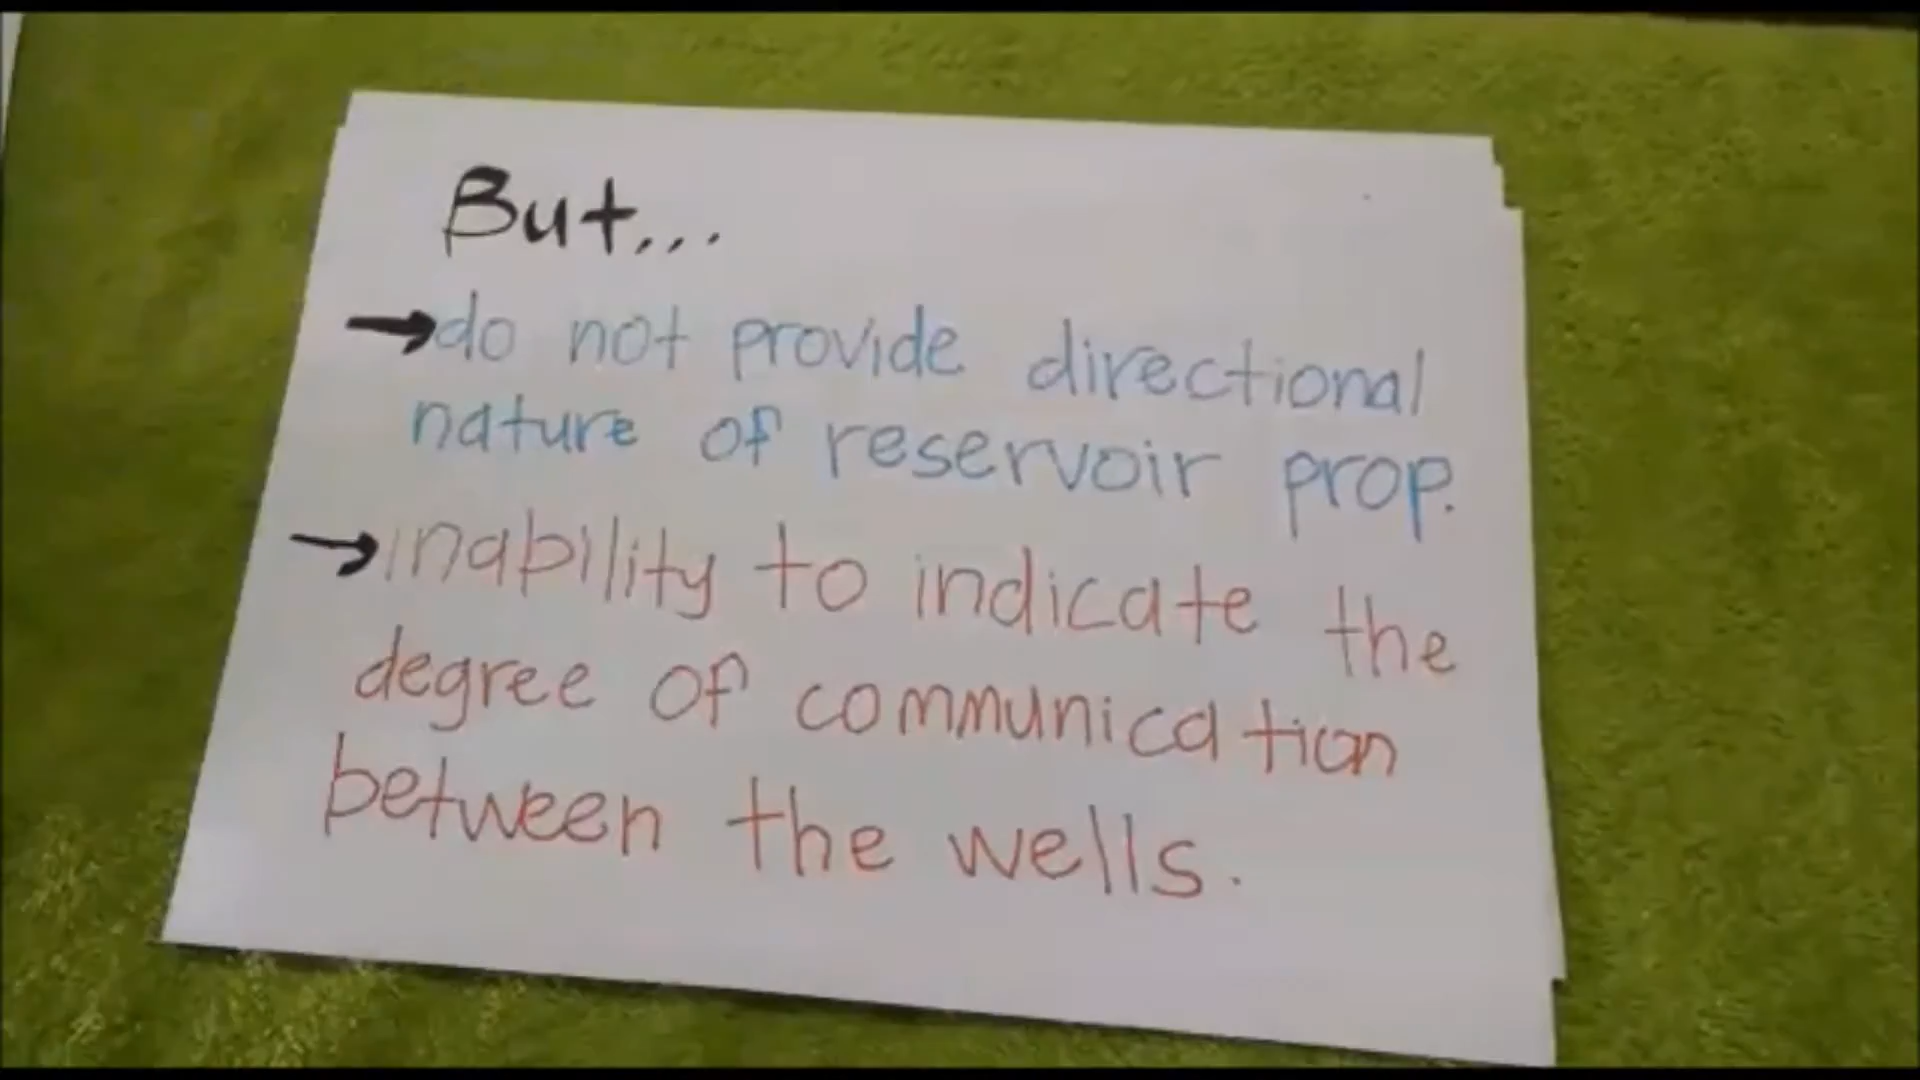 But...
→do not provide directional
nature of reservoir prop.
→inability to indicate the
degree of communication
between the wells.